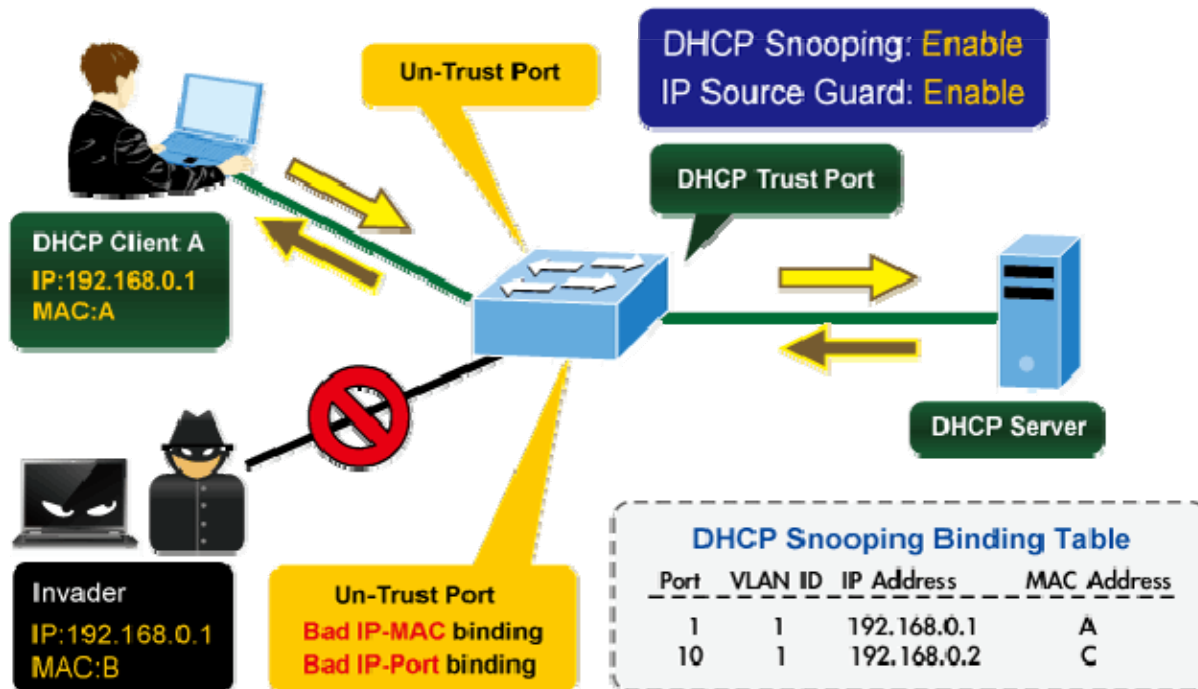 Un-Trust Port
DHCP Snooping: Enable
IP Source Guard: Enable
DHCP Trust Port
DHCP Client A
IP:192.168.0.1
MAC:A
DHCP Server
Invader
IP:192.168.0.1
MAC:B
Un-Trust Port
Bad IP-MAC binding
Bad IP-Port binding
DHCP Snooping Binding Table
Port VLAN ID IP Address MAC Address
1 1 192.168.0.1 A
10 1 192.168.0.2 C